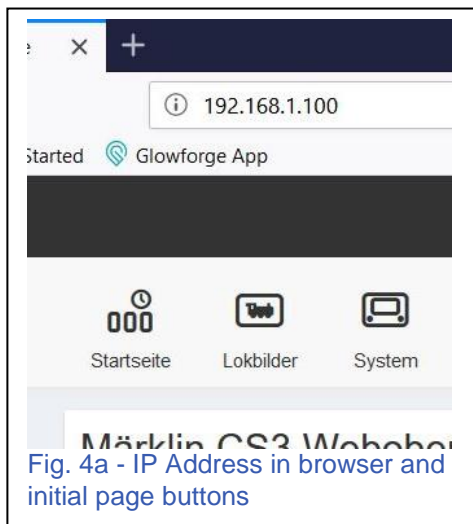 192.168.1.100
Started Glowforge App
Startseite Lokbilder System
Märklin CS3
Fig. 4a - IP Address in browser and
initial page buttons